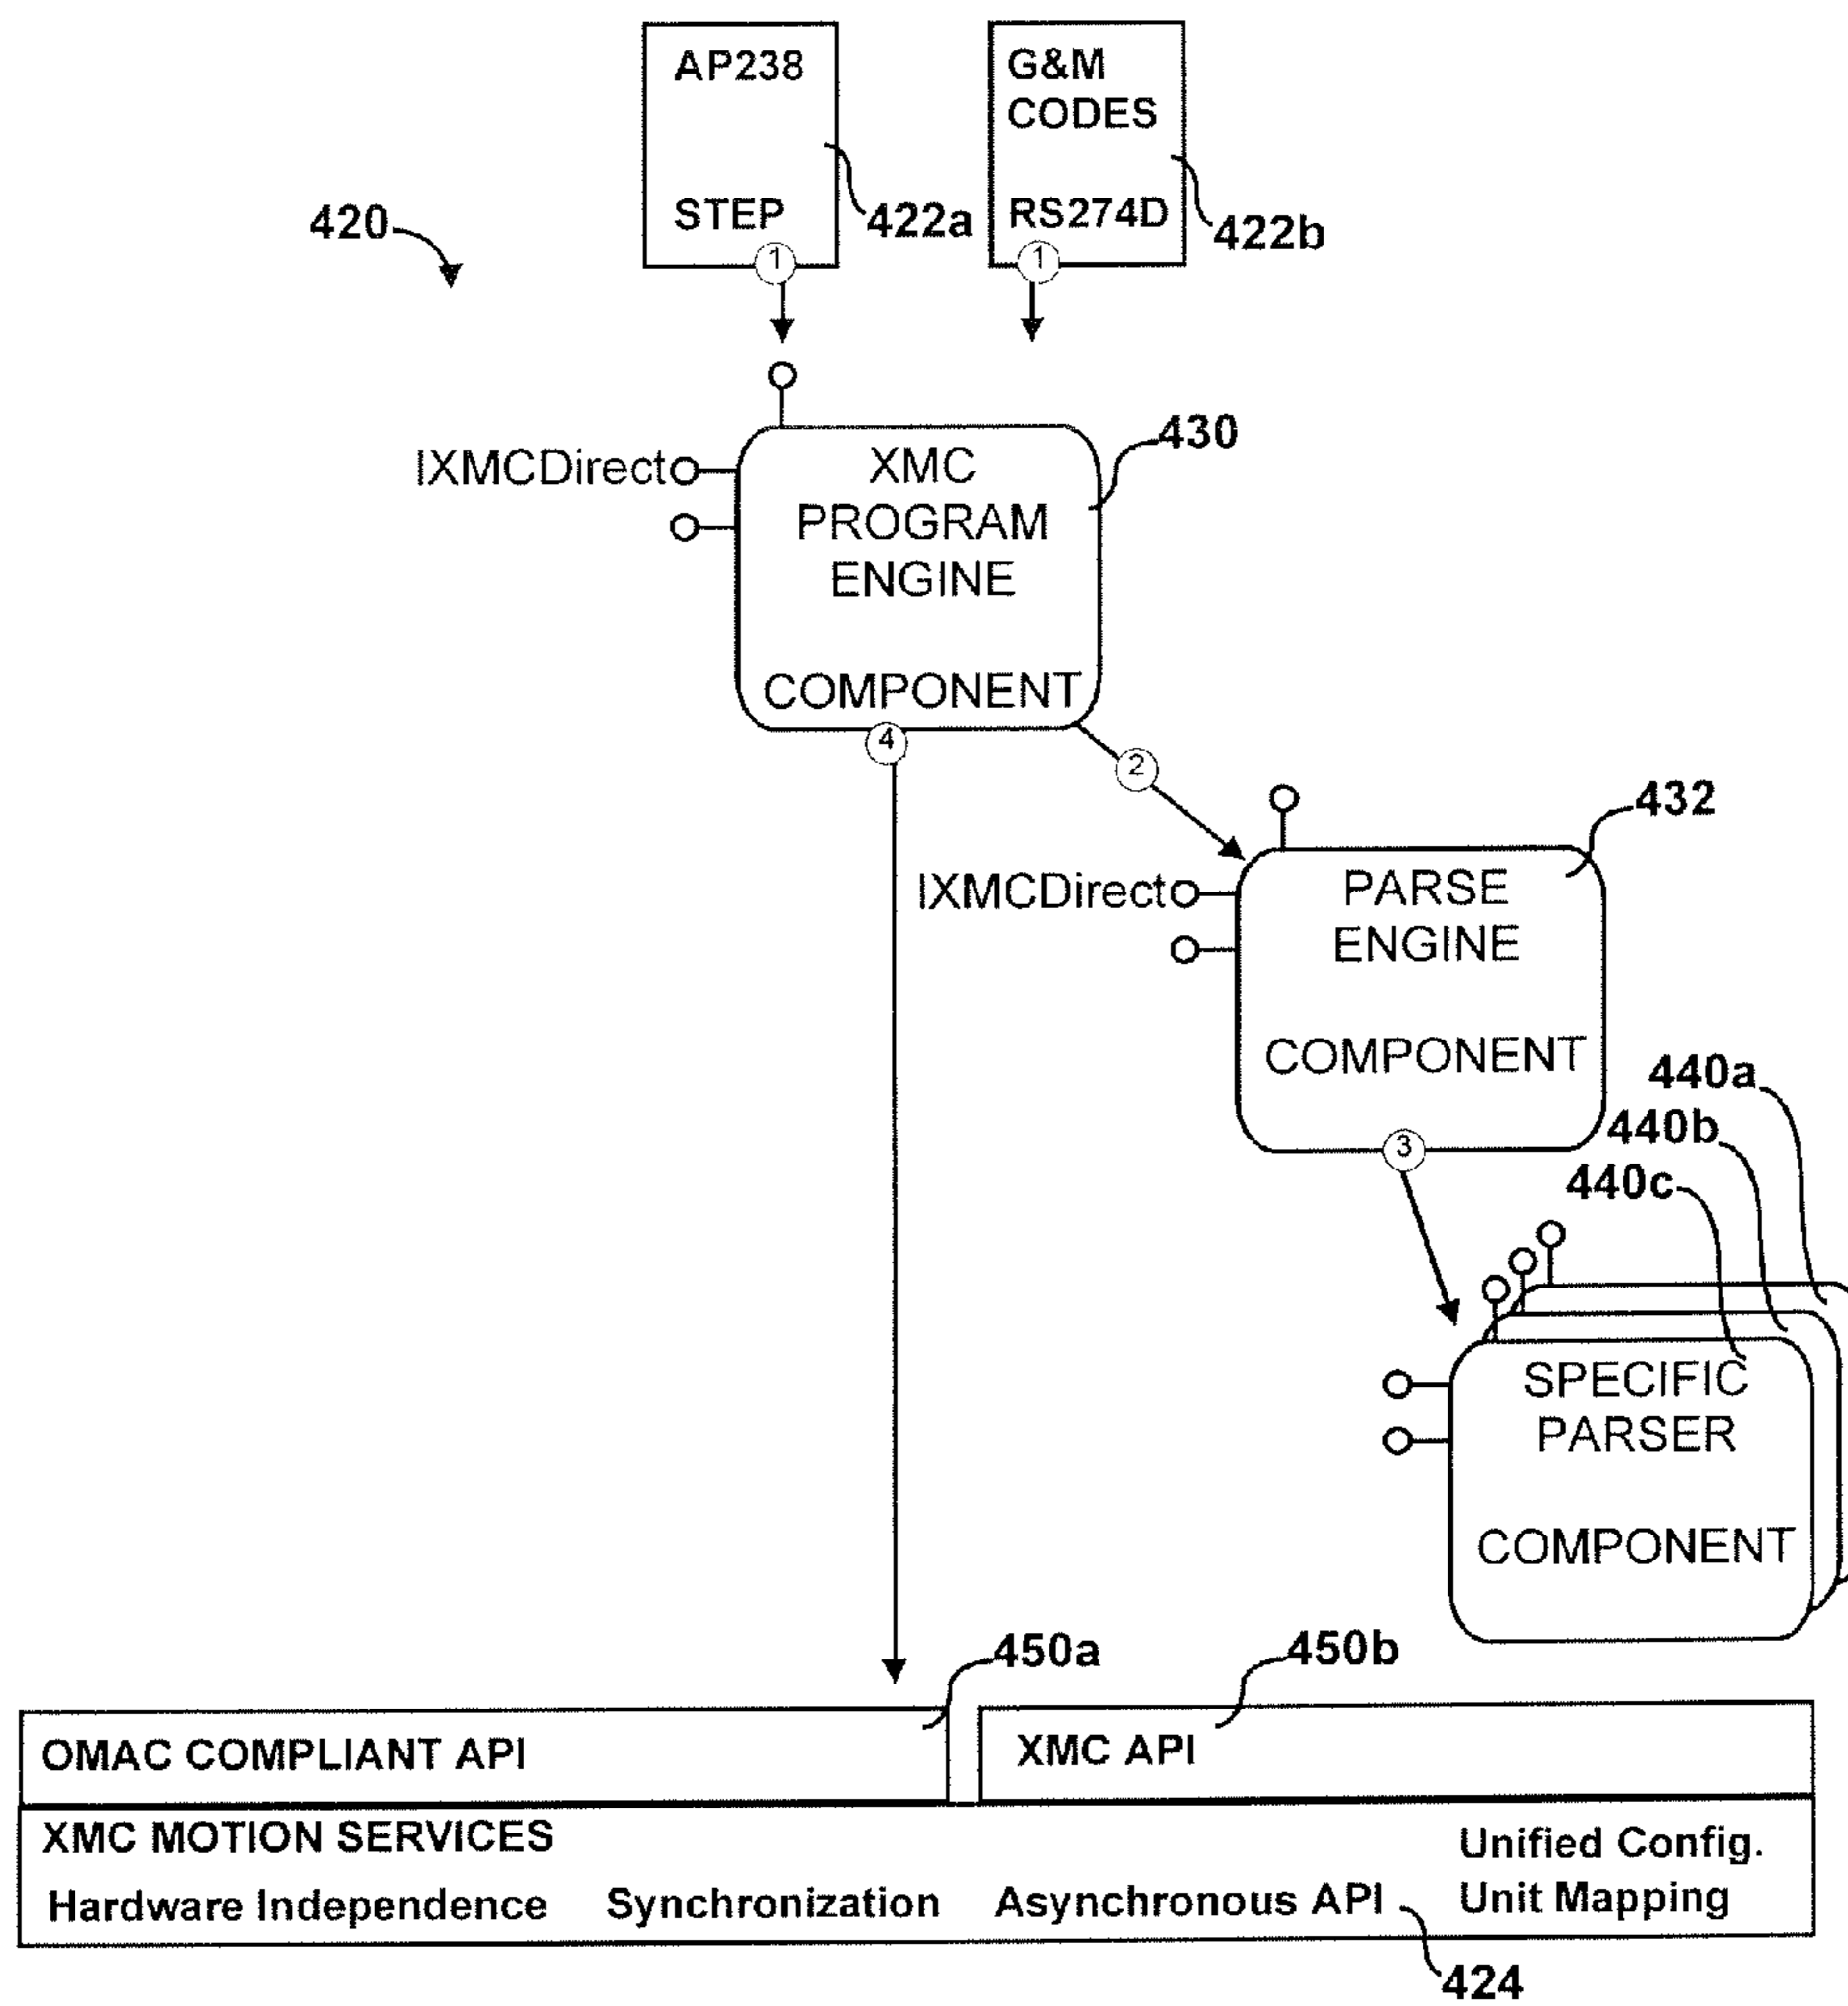 AP238
STEP
G&M
CODES
RS274D
420
422a
422b
1
1
430
IXMCDirect
XMC
PROGRAM
ENGINE
COMPONENT
4
2
432
IXMCDirect
PARSE
ENGINE
COMPONENT
3
440a
440b
440c
SPECIFIC
PARSER
COMPONENT
450a
450b
OMAC COMPLIANT API
XMC API
XMC MOTION SERVICES
Unified Config.
Hardware Independence Synchronization Asynchronous API Unit Mapping
424